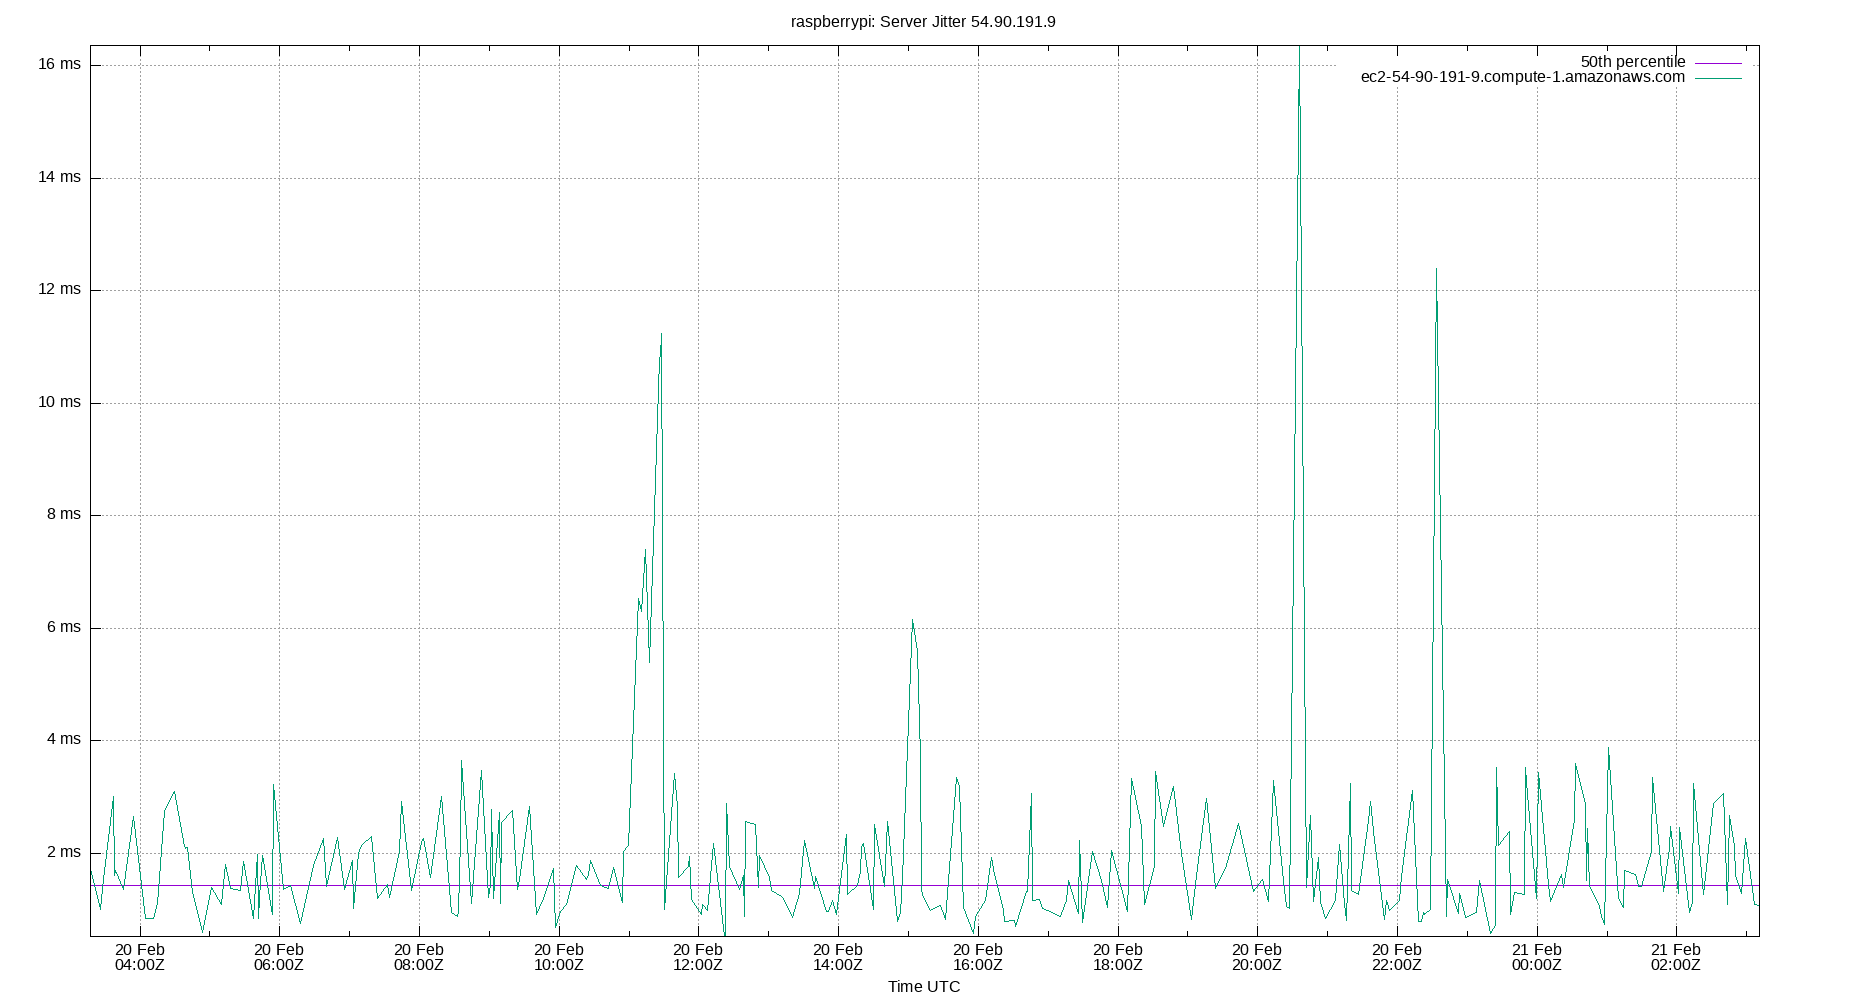 raspberrypi: Server Jitter 54.90.191.9
50th percentile
ec2-54-90-191-9.compute-1.amazonaws.com
16 ms
14 ms
12 ms
10 ms
8 ms
6 ms
4 ms
2 ms
20 Feb 20 Feb 20 Feb 20 Feb 20 Feb 20 Feb 20 Feb 20 Feb 20 Feb 20 Feb 21 Feb 21 Feb
04:00Z 06:00Z 08:00Z 10:00Z 12:00Z 14:00Z 16:00Z 18:00Z 20:00Z 22:00Z 00:00Z 02:00Z
Time UTC